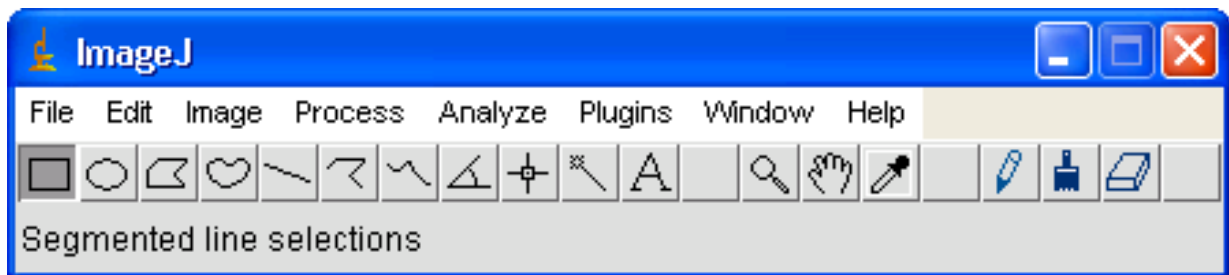 ImageJ
File Edit Image Process Analyze Plugins Window Help
A
Segmented line selections